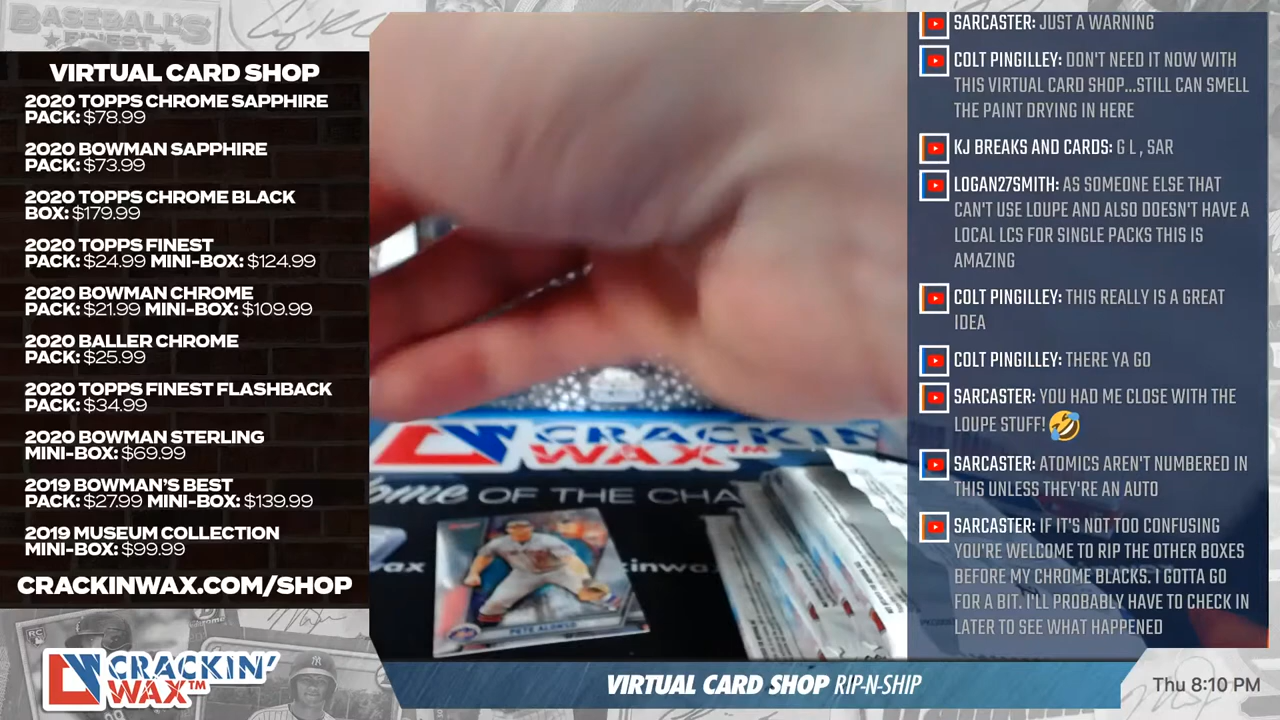 BASEBALL'S
FINEST
VIRTUAL CARD SHOP
2020 TOPPS CHROME SAPPHIRE
PACK: $78.99
2020 BOWMAN SAPPHIRE
PACK: $73.99
2020 TOPPS CHROME BLACK
BOX: $179.99
2020 TOPPS FINEST
PACK: $24.99 MINI-BOX: $124.99
2020 BOWMAN CHROME
PACK: $21.99 MINI-BOX: $109.99
2020 BALLER CHROME
PACK: $25.99
2020 TOPPS FINEST FLASHBACK
PACK: $34.99
2020 BOWMAN STERLING
MINI-BOX: $69.99
2019 BOWMAN'S BEST
PACK: $27.99 MINI-BOX: $139.99
2019 MUSEUM COLLECTION
MINI-BOX: $99.99
CRACKINWAX.COM/SHOP
RC
CRACKIN'
WAX™
CRACKIN
WAX™
ome OF THE CHA
ax
inwax
PETE ALONSO
SARCASTER: JUST A WARNING
COLT PINGILLEY: DON'T NEED IT NOW WITH
THIS VIRTUAL CARD SHOP...STILL CAN SMELL
THE PAINT DRYING IN HERE
KJ BREAKS AND CARDS: G L , SAR
LOGAN27SMITH: AS SOMEONE ELSE THAT
CAN'T USE LOUPE AND ALSO DOESN'T HAVE A
LOCAL LCS FOR SINGLE PACKS THIS IS
AMAZING
COLT PINGILLEY: THIS REALLY IS A GREAT
IDEA
COLT PINGILLEY: THERE YA GO
SARCASTER: YOU HAD ME CLOSE WITH THE
LOUPE STUFF!🤣
SARCASTER: ATOMICS AREN'T NUMBERED IN
THIS UNLESS THEY'RE AN AUTO
SARCASTER: IF IT'S NOT TOO CONFUSING
YOU'RE WELCOME TO RIP THE OTHER BOXES
BEFORE MY CHROME BLACKS. I GOTTA GO
FOR A BIT. I'LL PROBABLY HAVE TO CHECK IN
LATER TO SEE WHAT HAPPENED
VIRTUAL CARD SHOP RIP-N-SHIP
Thu 8:10 PM